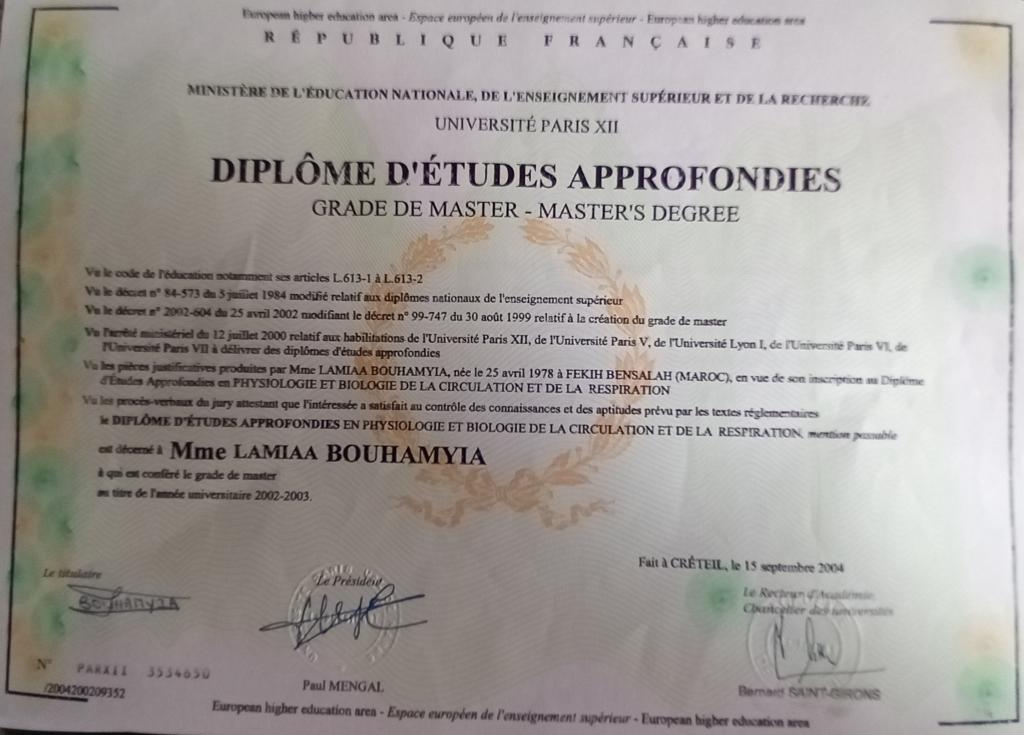 European higher education area - Espace européen de l'enseignement supérieur - European higher education area
RÉPUBLIQUE FRANÇAISE
MINISTÈRE DE L'ÉDUCATION NATIONALE, DE L'ENSEIGNEMENT SUPÉRIEUR ET DE LA RECHERCHE
UNIVERSITÉ PARIS XII
DIPLÔME D'ÉTUDES APPROFONDIES
GRADE DE MASTER - MASTER'S DEGREE
Vu le code de l'éducation notamment ses articles L.613-1 à L.613-2
Vu le décret n° 84-573 du 5 juillet 1984 modifié relatif aux diplômes nationaux de l'enseignement supérieur
Vu le décret n° 2002-604 du 25 avril 2002 modifiant le décret n° 99-747 du 30 août 1999 relatif à la création du grade de master
Vu l'arrêté ministériel du 12 juillet 2000 relatif aux habilitations de l'Université Paris XII, de l'Université Paris V, de l'Université Lyon I, de l'Université Paris VI, de
l'Université Paris VII à délivrer des diplômes d'études approfondies
Vu les pièces justificatives produites par Mme LAMIAA BOUHAMYIA, née le 25 avril 1978 à FEKIH BENSALAH (MAROC), en vue de son inscription au Diplôme
d'Études Approfondies en PHYSIOLOGIE ET BIOLOGIE DE LA CIRCULATION ET DE LA RESPIRATION
Vu les procès-verbaux du jury attestant que l'intéressée a satisfait au contrôle des connaissances et des aptitudes prévu par les textes réglementaires
le DIPLÔME D'ÉTUDES APPROFONDIES EN PHYSIOLOGIE ET BIOLOGIE DE LA CIRCULATION ET DE LA RESPIRATION, mention passable
est décerné à Mme LAMIAA BOUHAMYIA
à qui est conféré le grade de master
au titre de l'année universitaire 2002-2003.
Fait à CRÉTEIL, le 15 septembre 2004
Le titulaire
BOUHAMYIA
Le Président
Le Recteur d'Académie,
Chancelier des universités
N° PARXII 3534650
/2004200209352
Paul MENGAL
Bernard SAINT-GIRONS
European higher education area - Espace européen de l'enseignement supérieur - European higher education area